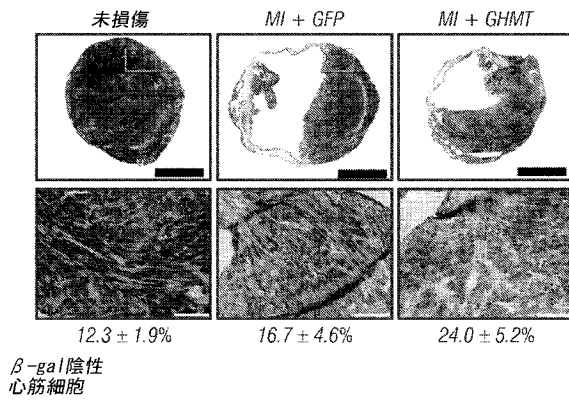 未損傷 MI + GFP MI + GHMT
12.3 ± 1.9% 16.7 ± 4.6% 24.0 ± 5.2%
β-gal陰性
心筋細胞